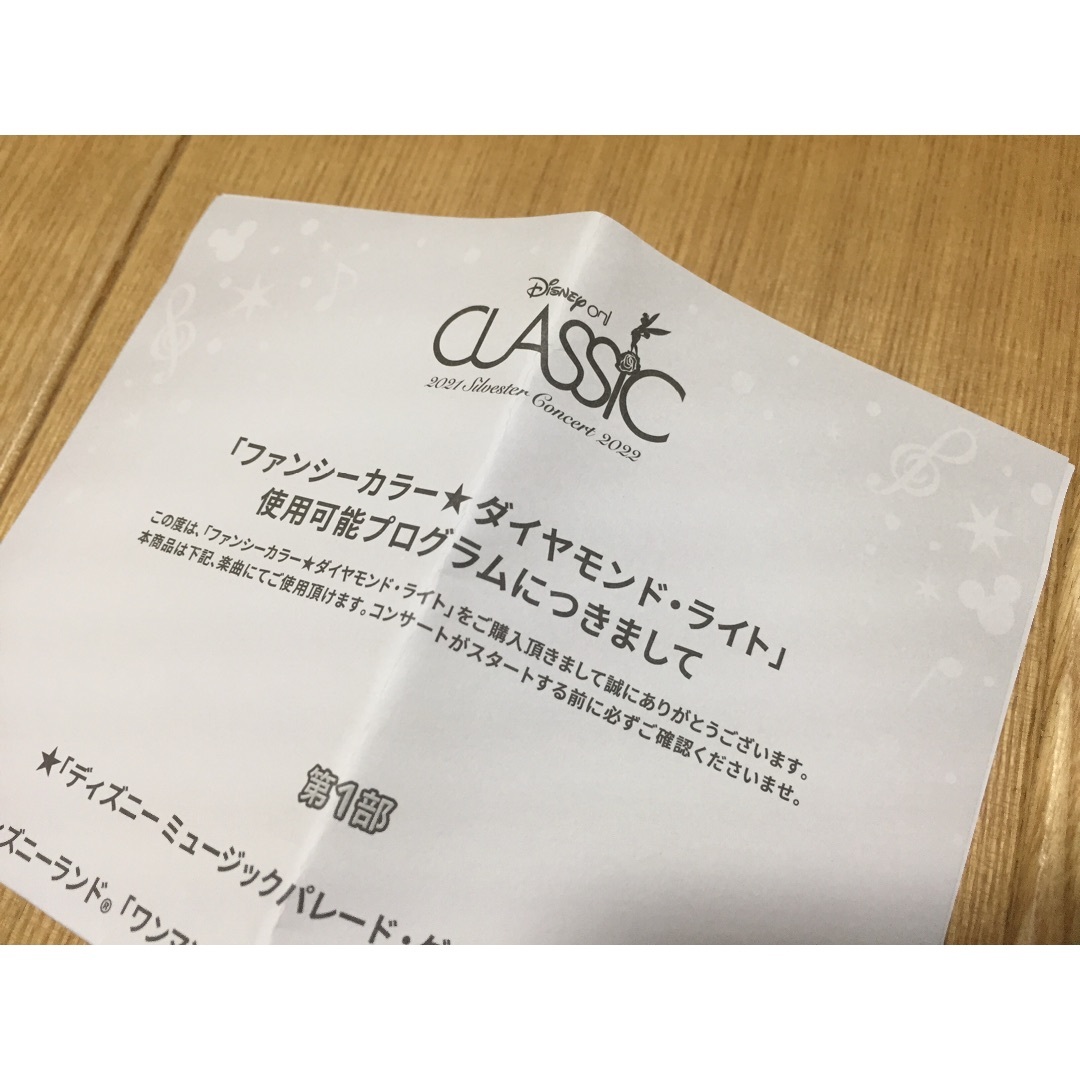 Disney on
CLASSIC
2021 Silvester Concert 2022
「ファンシーカラー★ダイヤモンド・ライト」
使用可能プログラムにつきまして
この度は、「ファンシーカラー★ダイヤモンド・ライト」をご購入頂きまして誠にありがとうございます。
本商品は下記、楽曲にてご使用頂けます。コンサートがスタートする前に必ずご確認くださいませ。
第1部
★「ディズニー ミュージックパレード・
ズニーランド®「ワンマ